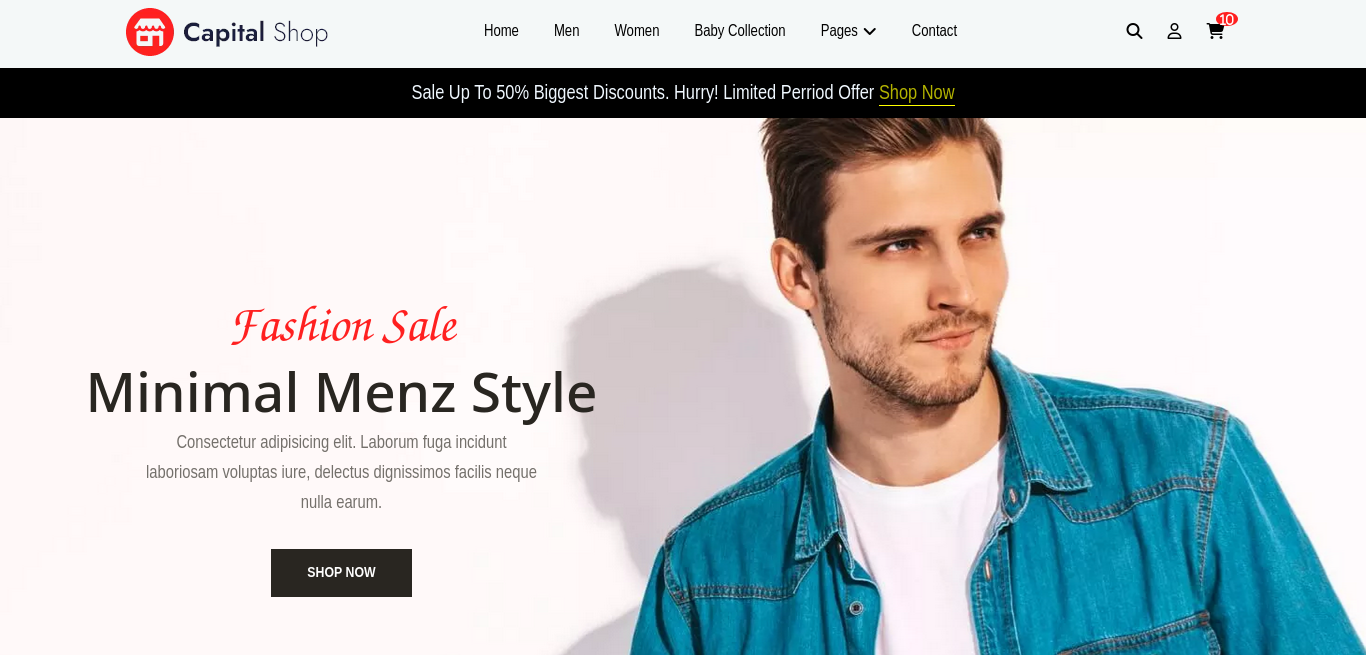 Capital Shop
Home Men Women Baby Collection Pages Contact
10
Sale Up To 50% Biggest Discounts. Hurry! Limited Perriod Offer Shop Now
Fashion Sale
Minimal Menz Style
Consectetur adipisicing elit. Laborum fuga incidunt
laboriosam voluptas iure, delectus dignissimos facilis neque
nulla earum.
SHOP NOW